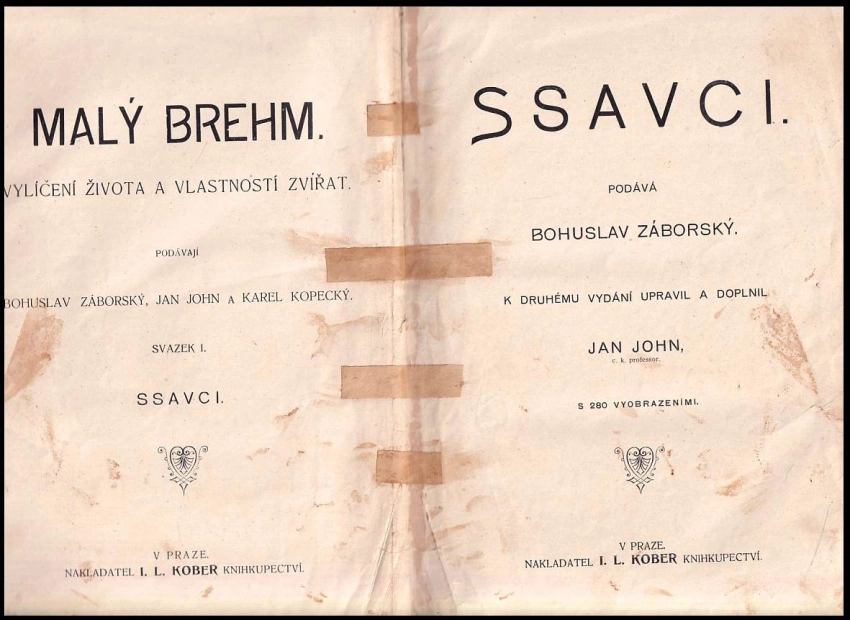 MALÝ BREHM.
VYLÍČENÍ ŽIVOTA A VLASTNOSTÍ ZVÍŘAT.
PODÁVAJÍ
BOHUSLAV ZÁBORSKÝ, JAN JOHN A KAREL KOPECKÝ.
SVAZEK I.
SSAVCI.
V PRAZE.
NAKLADATEL I. L. KOBER KNIHKUPECTVÍ.
SSAVCI.
PODÁVÁ
BOHUSLAV ZÁBORSKÝ.
K DRUHÉMU VYDÁNÍ UPRAVIL A DOPLNIL
JAN JOHN,
c. k. professor.
S 280 VYOBRAZENÍMI.
V PRAZE.
NAKLADATEL I. L. KOBER KNIHKUPECTVÍ.